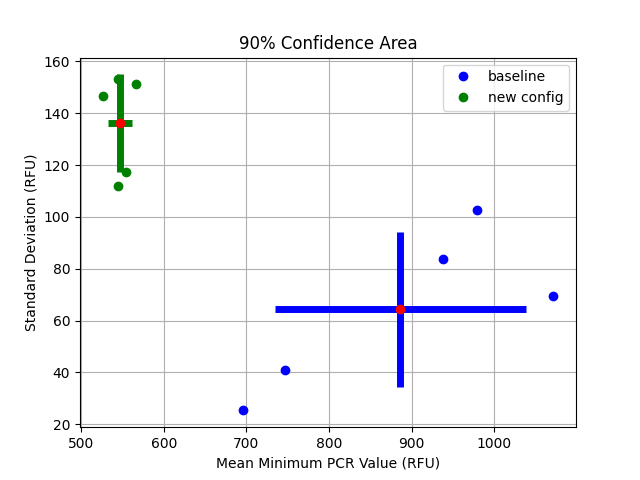 90% Confidence Area
160
140
120
100
80
60
40
20
Standard Deviation (RFU)
baseline
new config
500 600 700 800 900 1000
Mean Minimum PCR Value (RFU)